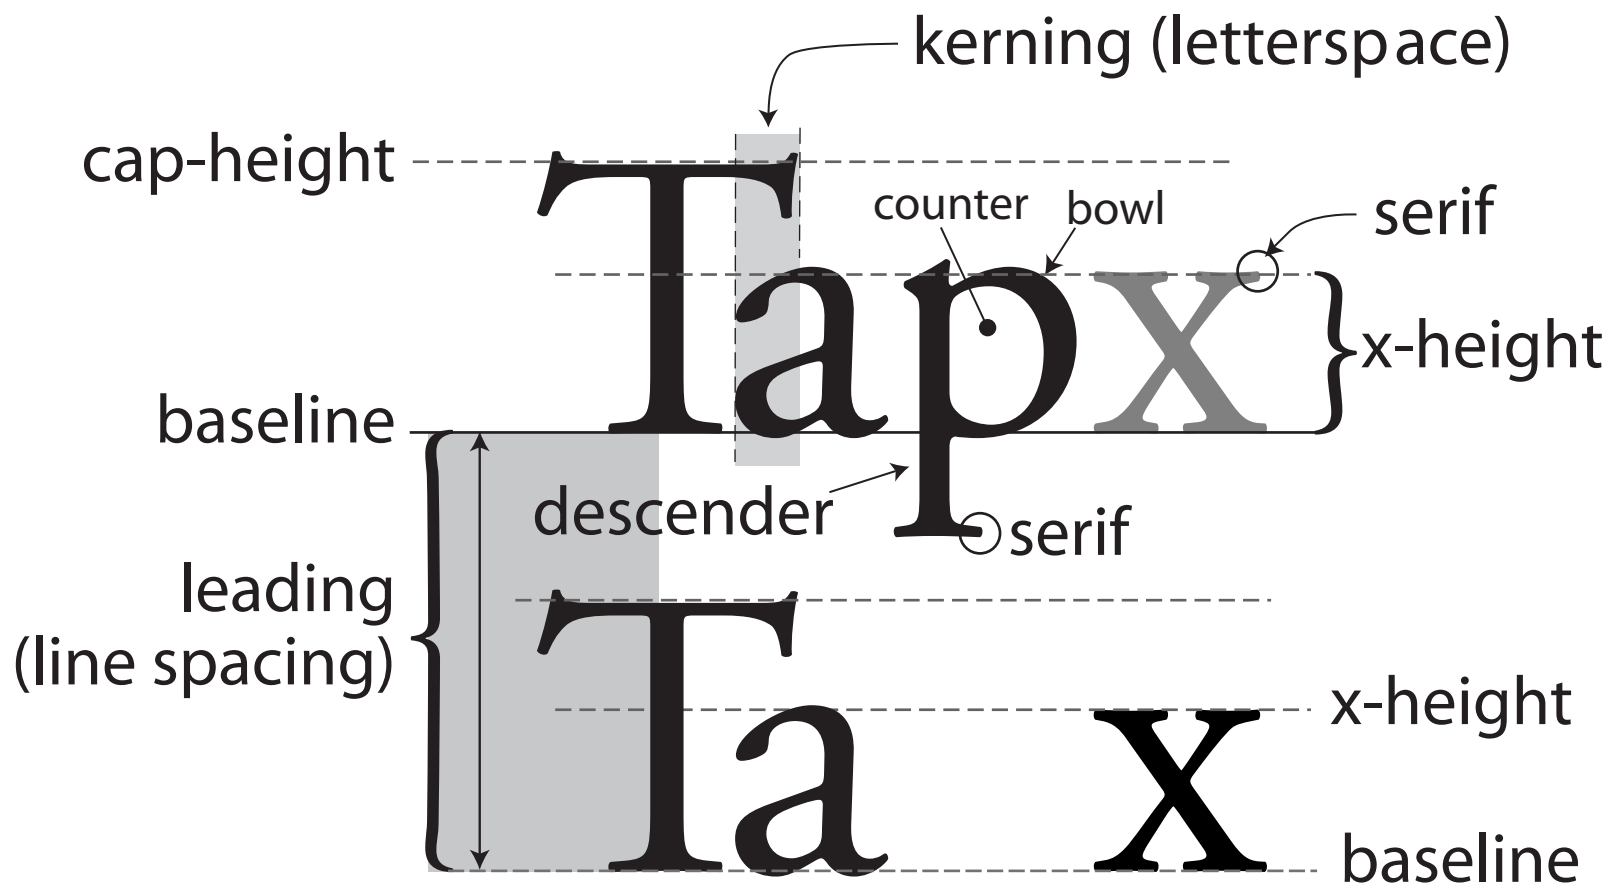 kerning (letterspace)
cap-height
counter
bowl
serif
Tapx
x-height
baseline
descender
serif
leading
(line spacing)
Ta x
x-height
baseline